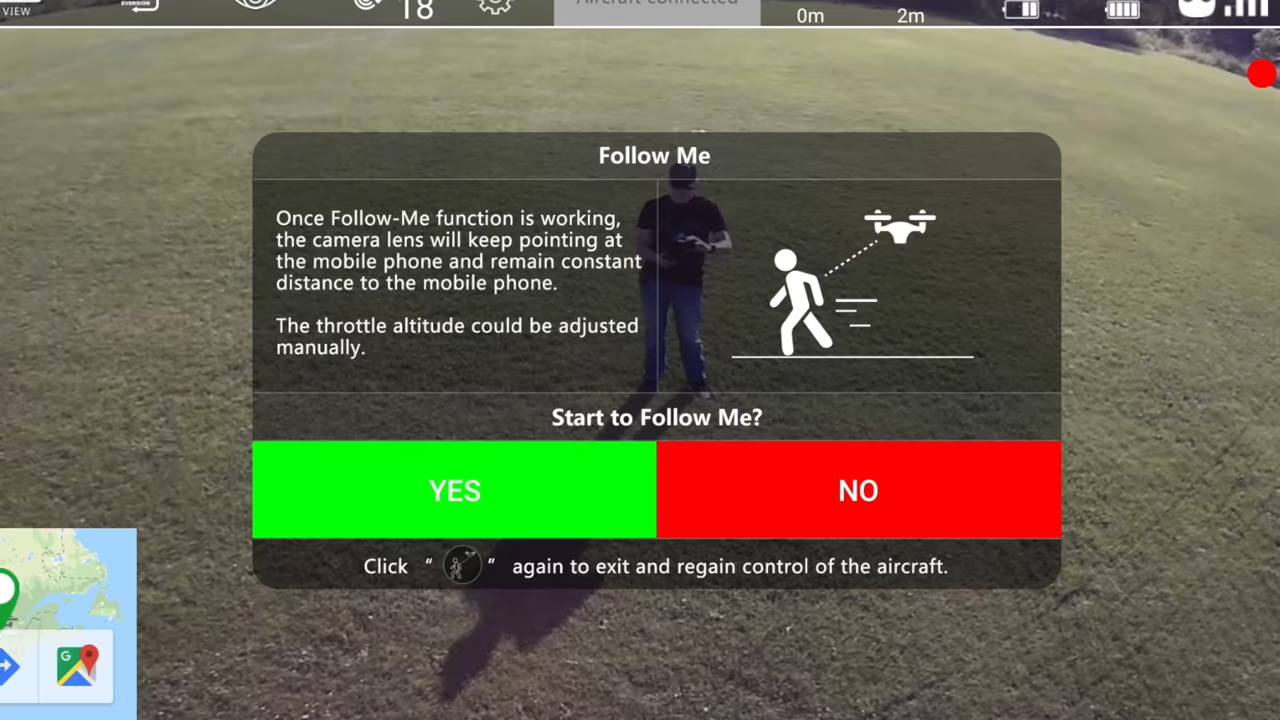 VIEW
18
Aircraft connected
0m
2m
Follow Me
Once Follow-Me function is working,
the camera lens will keep pointing at
the mobile phone and remain constant
distance to the mobile phone.
The throttle altitude could be adjusted
manually.
Start to Follow Me?
YES
NO
Click " " again to exit and regain control of the aircraft.
G